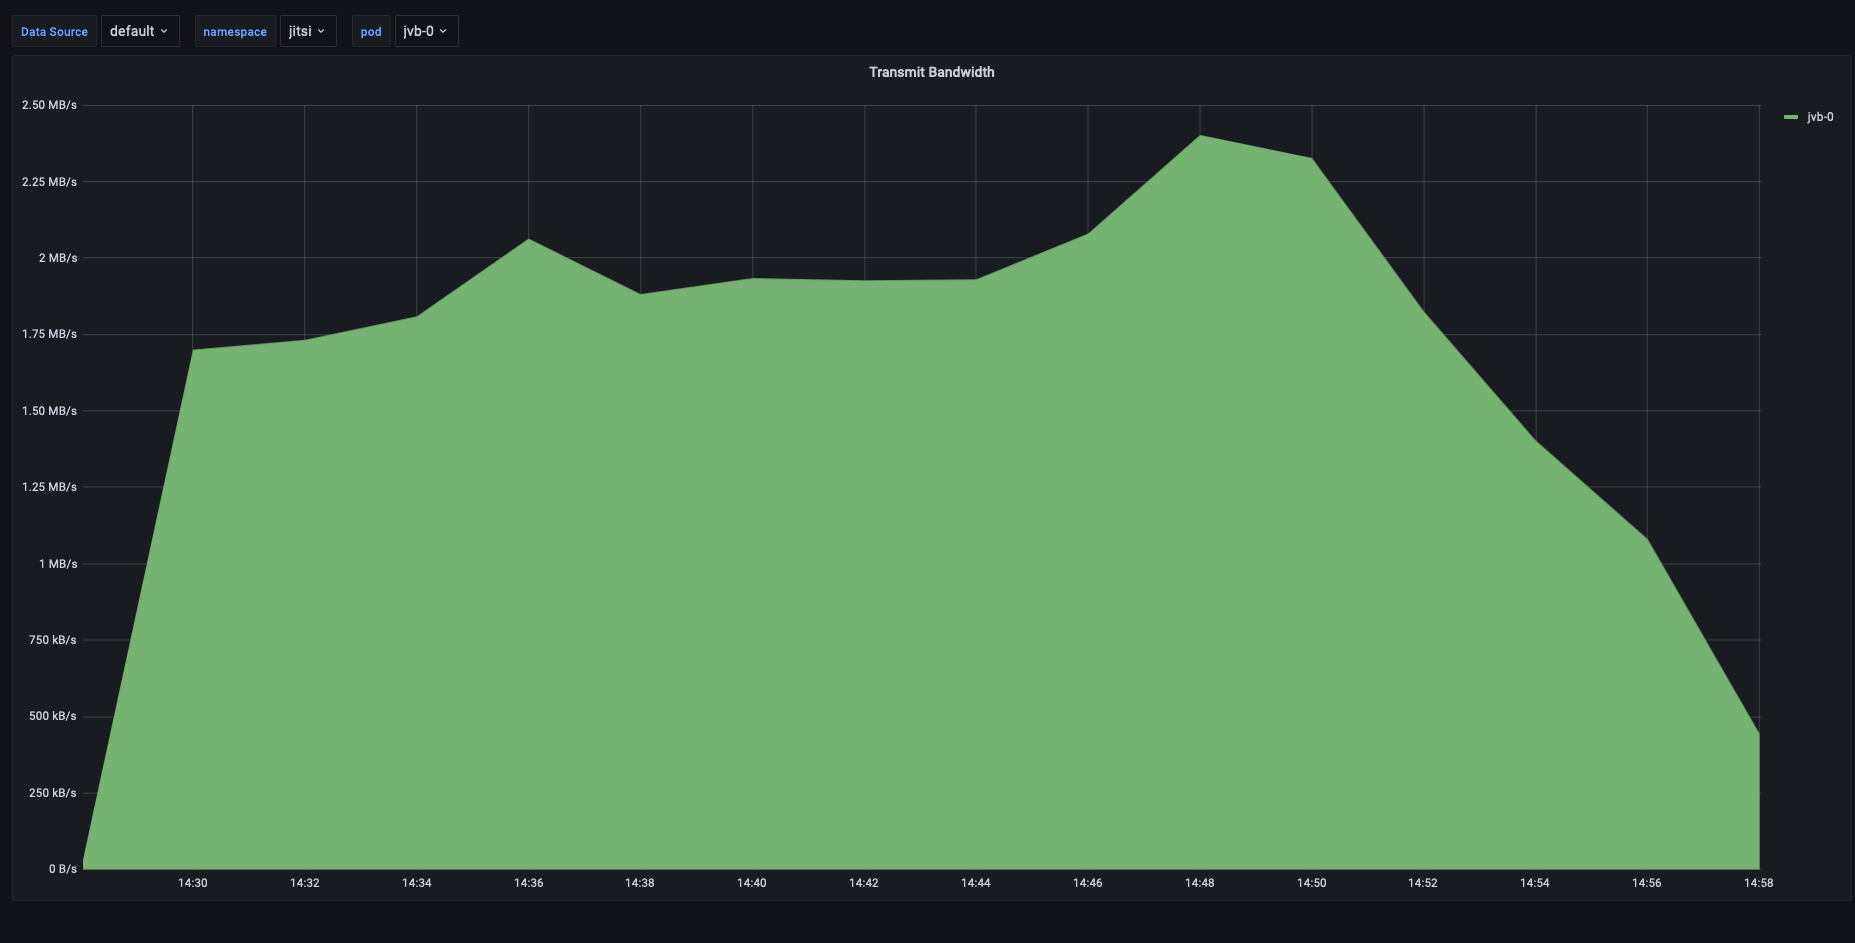 Data Source default namespace jitsi pod jvb-0
Transmit Bandwidth
2.50 MB/s
jvb-0
2.25 MB/s
2 MB/s
1.75 MB/s
1.50 MB/s
1.25 MB/s
1 MB/s
750 kB/s
500 kB/s
250 kB/s
0 B/s
14:30 14:32 14:34 14:36 14:38 14:40 14:42 14:44 14:46 14:48 14:50 14:52 14:54 14:56 14:58